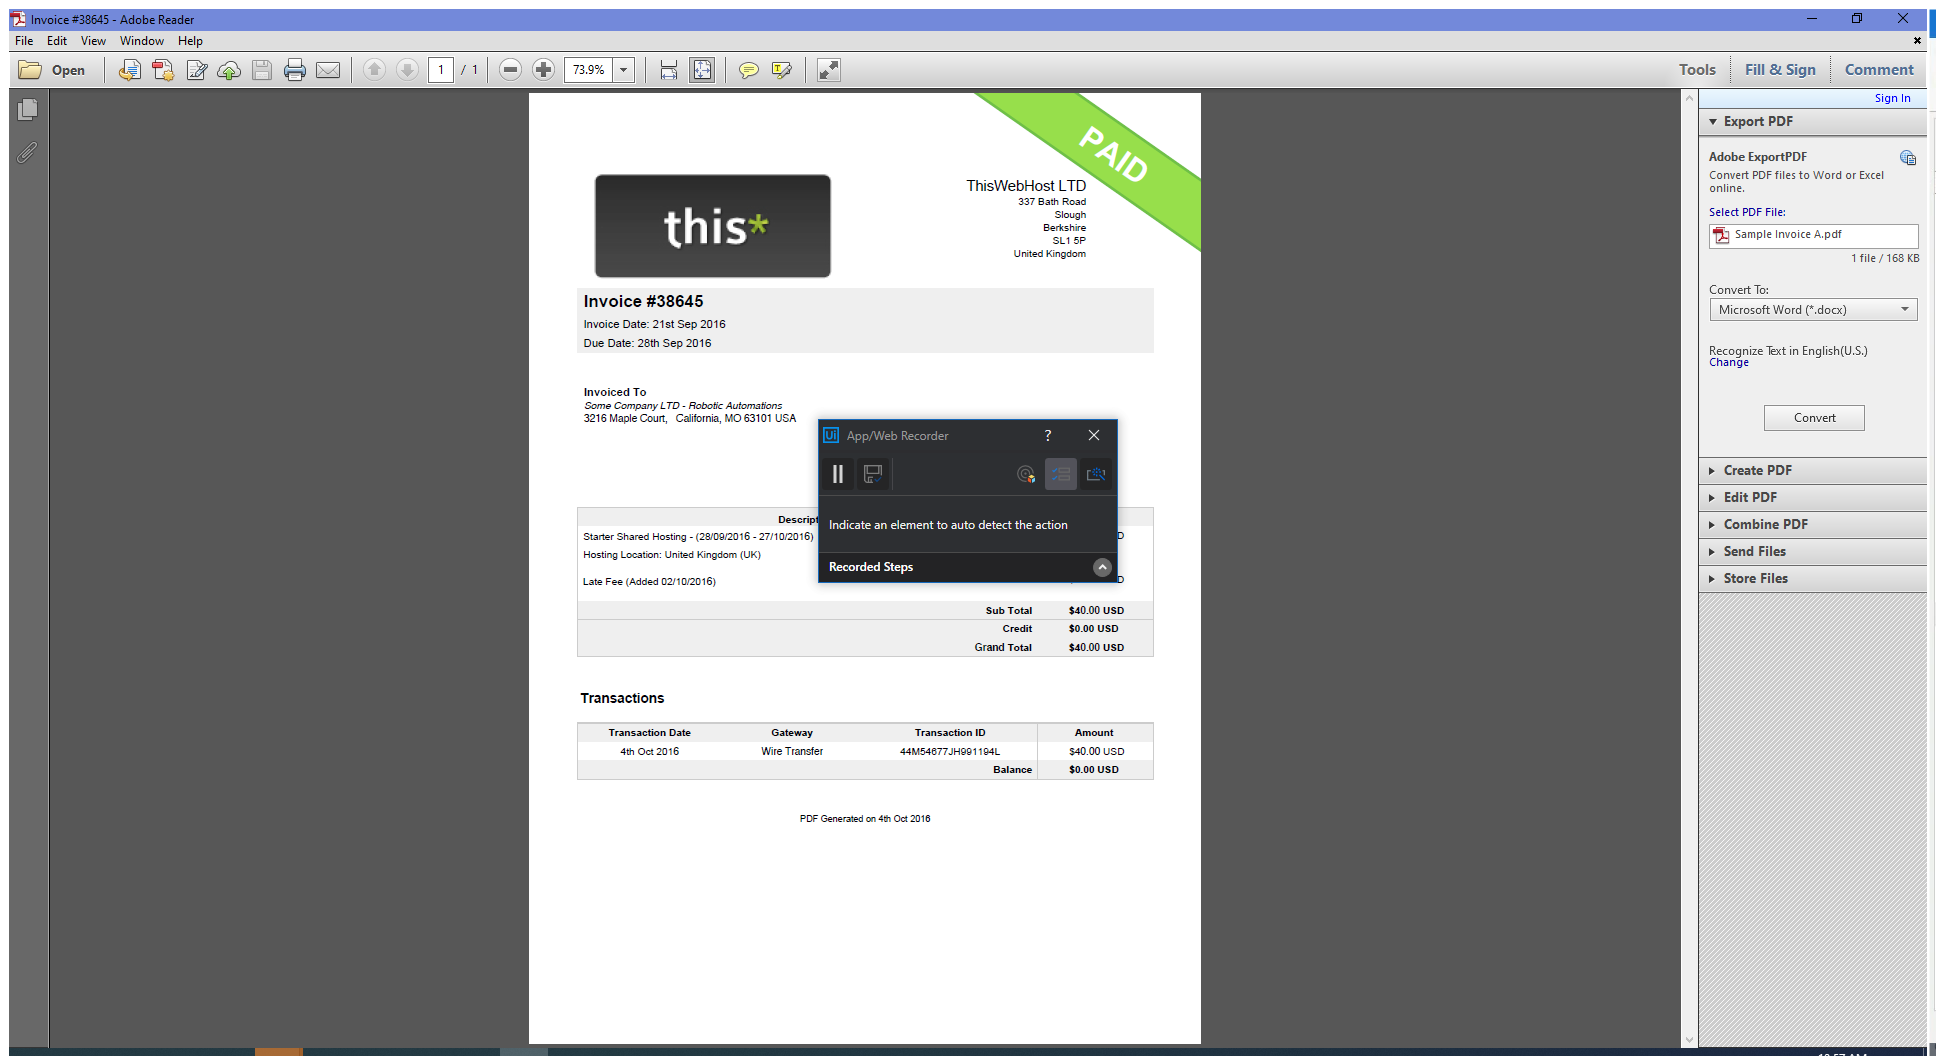 Invoice #38645 - Adobe Reader
File Edit View Window Help
Open 1 / 1 73.9% Tools Fill & Sign Comment
Sign In
Export PDF
Adobe ExportPDF
Convert PDF files to Word or Excel
online.
Select PDF File:
Sample Invoice A.pdf
1 file / 168 KB
Convert To:
Microsoft Word (*.docx)
Recognize Text in English(U.S.)
Change
Convert
Create PDF
Edit PDF
Combine PDF
Send Files
Store Files
PAID
this*
ThisWebHost LTD
337 Bath Road
Slough
Berkshire
SL1 5P
United Kingdom
Invoice #38645
Invoice Date: 21st Sep 2016
Due Date: 28th Sep 2016
Invoiced To
Some Company LTD - Robotic Automations
3216 Maple Court, California, MO 63101 USA
Ui App/Web Recorder ?
Indicate an element to auto detect the action
Recorded Steps
Descript
Starter Shared Hosting - (28/09/2016 - 27/10/2016) D
Hosting Location: United Kingdom (UK)
Late Fee (Added 02/10/2016) D
Sub Total $40.00 USD
Credit $0.00 USD
Grand Total $40.00 USD
Transactions
Transaction Date Gateway Transaction ID Amount
4th Oct 2016 Wire Transfer 44M54677JH991194L $40.00 USD
Balance $0.00 USD
PDF Generated on 4th Oct 2016